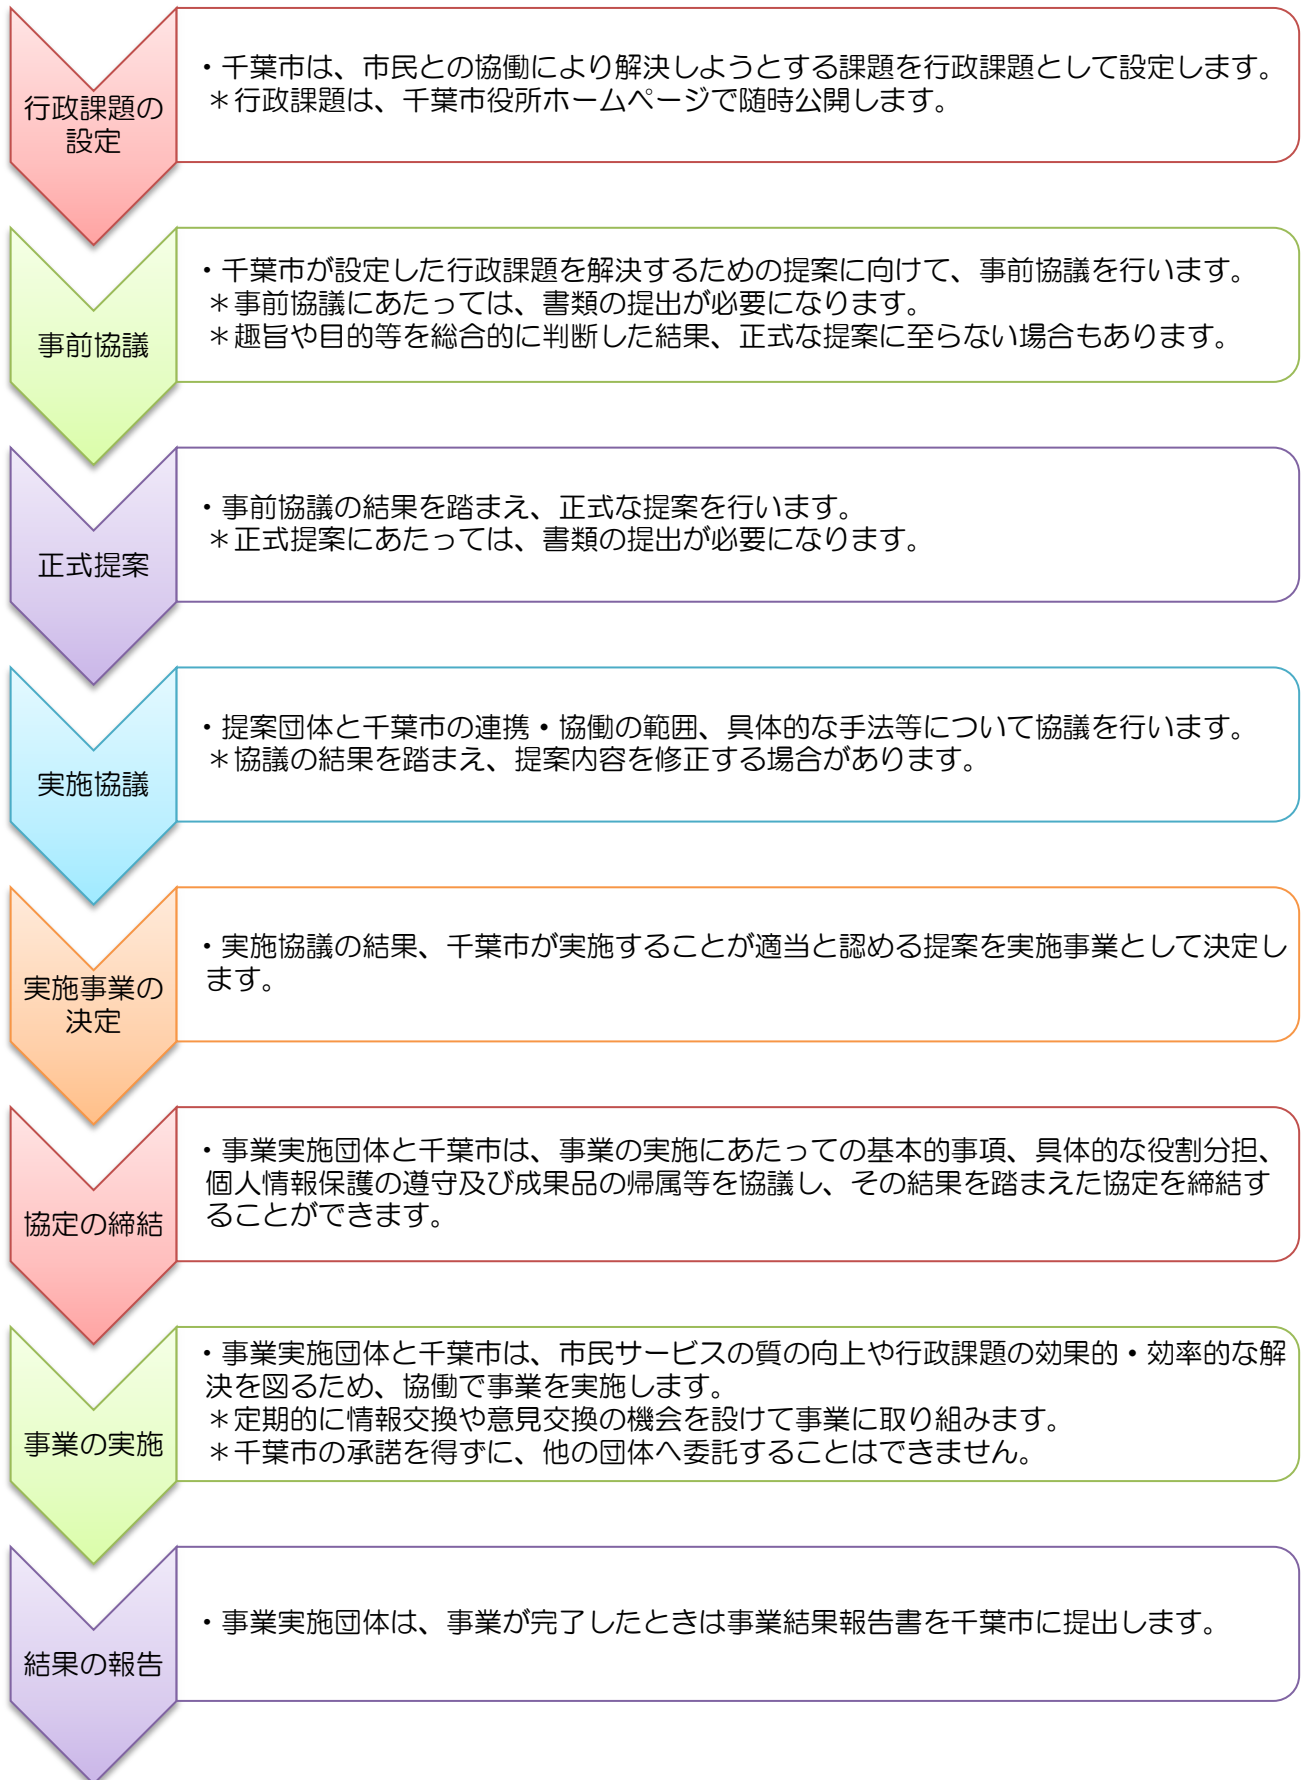 行政課題の
設定
・千葉市は、市民との協働により解決しようとする課題を行政課題として設定します。
＊行政課題は、千葉市役所ホームページで随時公開します。
事前協議
・千葉市が設定した行政課題を解決するための提案に向けて、事前協議を行います。
＊事前協議にあたっては、書類の提出が必要になります。
＊趣旨や目的等を総合的に判断した結果、正式な提案に至らない場合もあります。
正式提案
・事前協議の結果を踏まえ、正式な提案を行います。
＊正式提案にあたっては、書類の提出が必要になります。
実施協議
・提案団体と千葉市の連携・協働の範囲、具体的な手法等について協議を行います。
＊協議の結果を踏まえ、提案内容を修正する場合があります。
実施事業の
決定
・実施協議の結果、千葉市が実施することが適当と認める提案を実施事業として決定し
ます。
協定の締結
・事業実施団体と千葉市は、事業の実施にあたっての基本的事項、具体的な役割分担、
個人情報保護の遵守及び成果品の帰属等を協議し、その結果を踏まえた協定を締結す
ることができます。
事業の実施
・事業実施団体と千葉市は、市民サービスの質の向上や行政課題の効果的・効率的な解
決を図るため、協働で事業を実施します。
＊定期的に情報交換や意見交換の機会を設けて事業に取り組みます。
＊千葉市の承諾を得ずに、他の団体へ委託することはできません。
結果の報告
・事業実施団体は、事業が完了したときは事業結果報告書を千葉市に提出します。